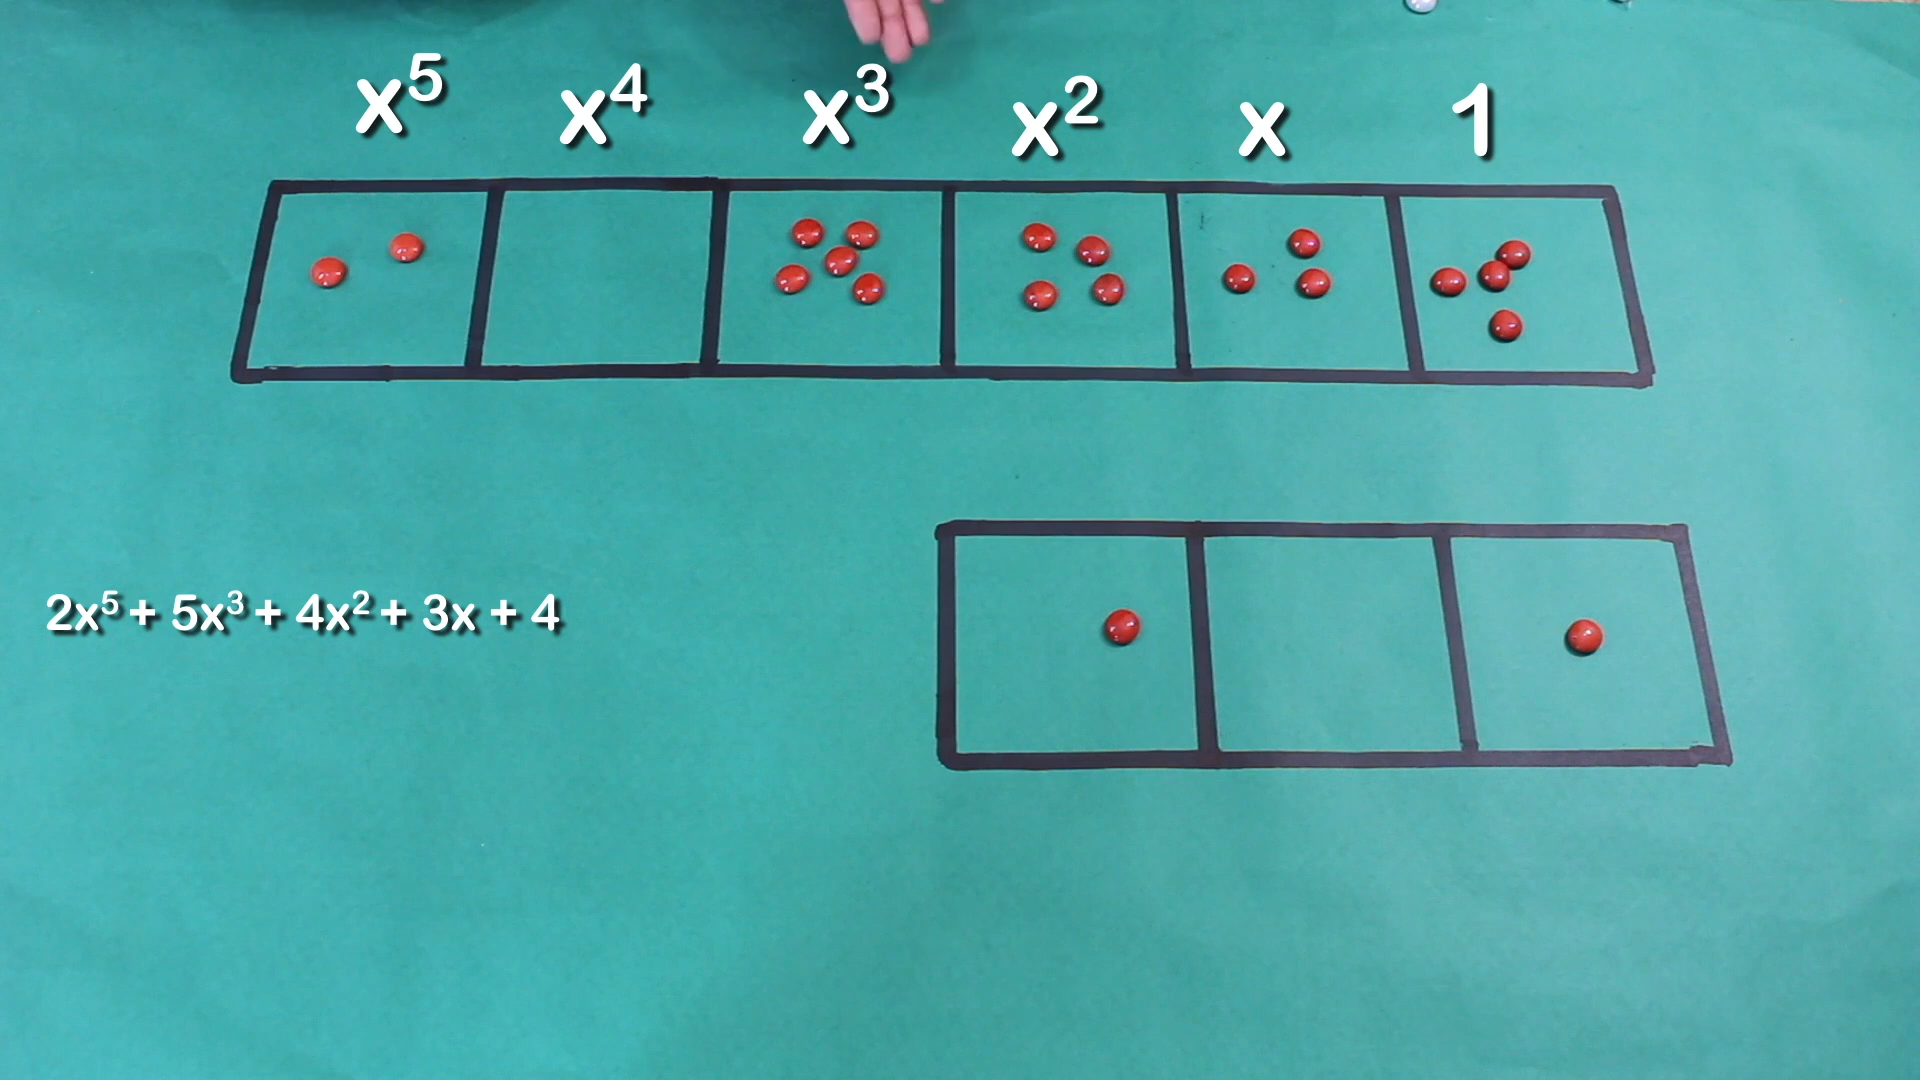 x⁵ x⁴ x³ x² x 1
2x⁵ + 5x³ + 4x² + 3x + 4